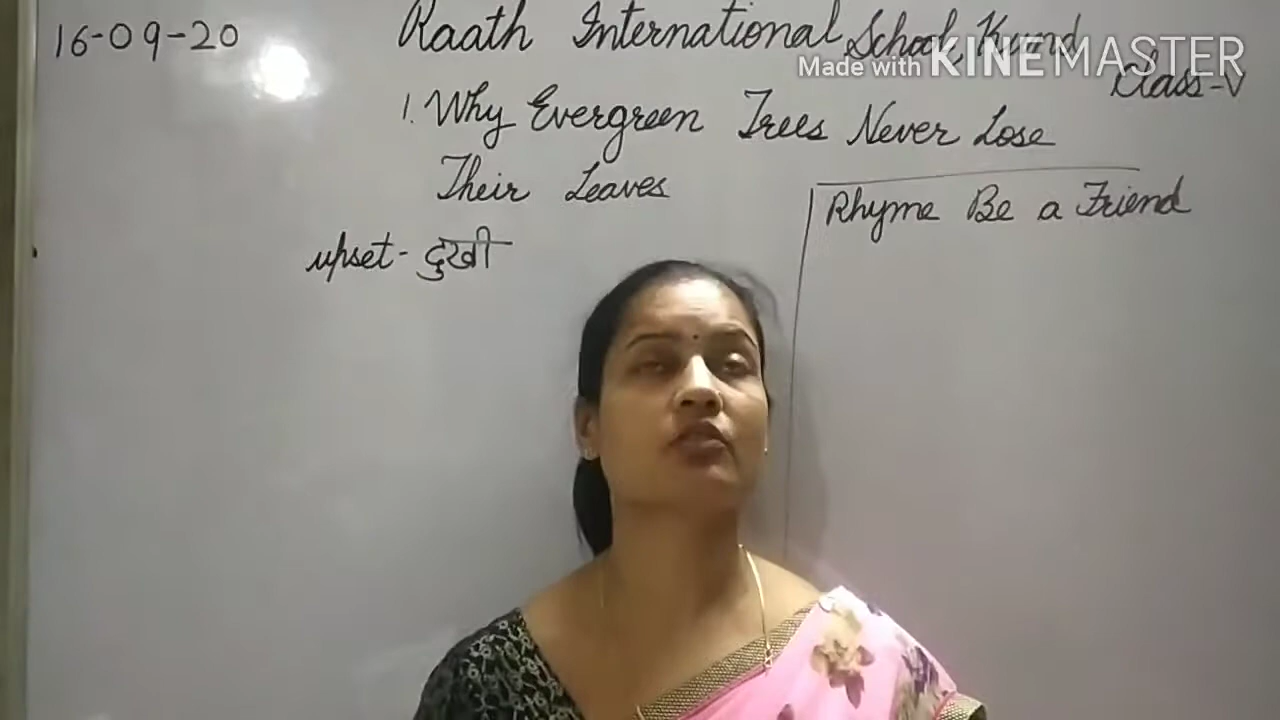 16-09-20
Raath International School, Kund
Made with KINEMASTER
Class-V
1. Why Evergreen Trees Never Lose
Their Leaves
Rhyme Be a Friend
upset- दुखी